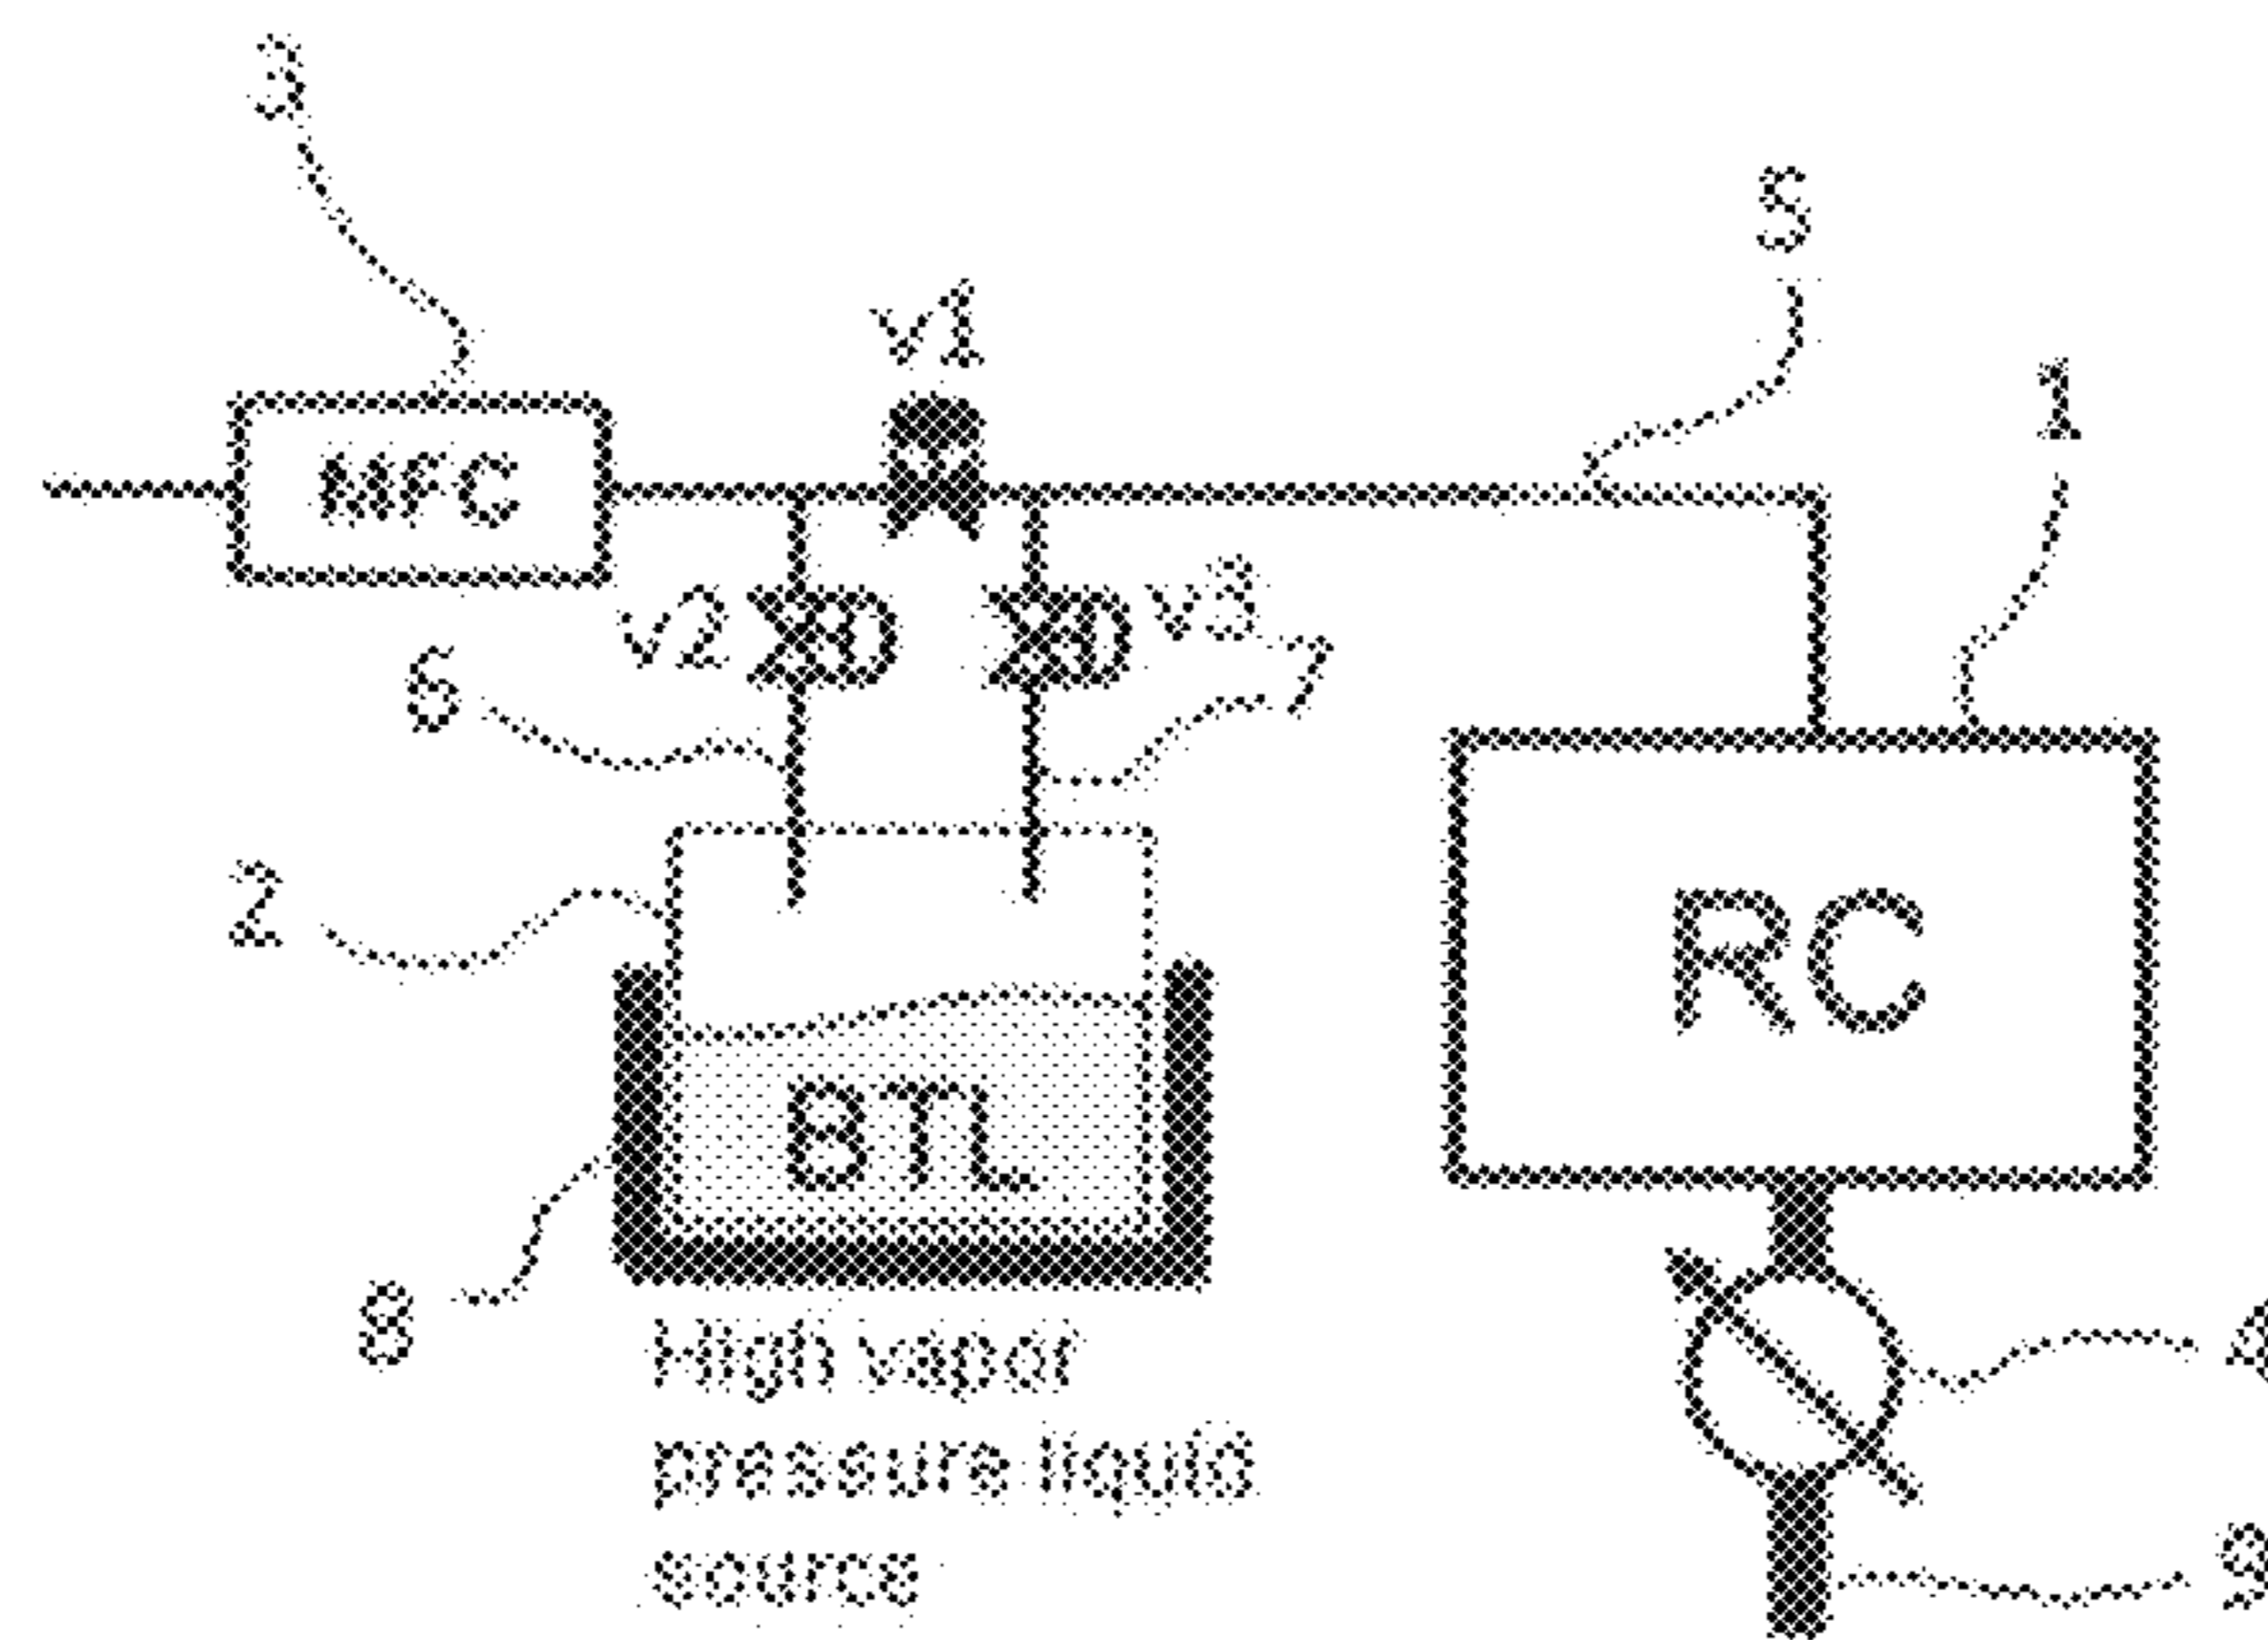 3
5
v1
1
MFC
v2
v3
6
7
2
RC
BTL
8
High vapor
pressure liquid
source
4
9